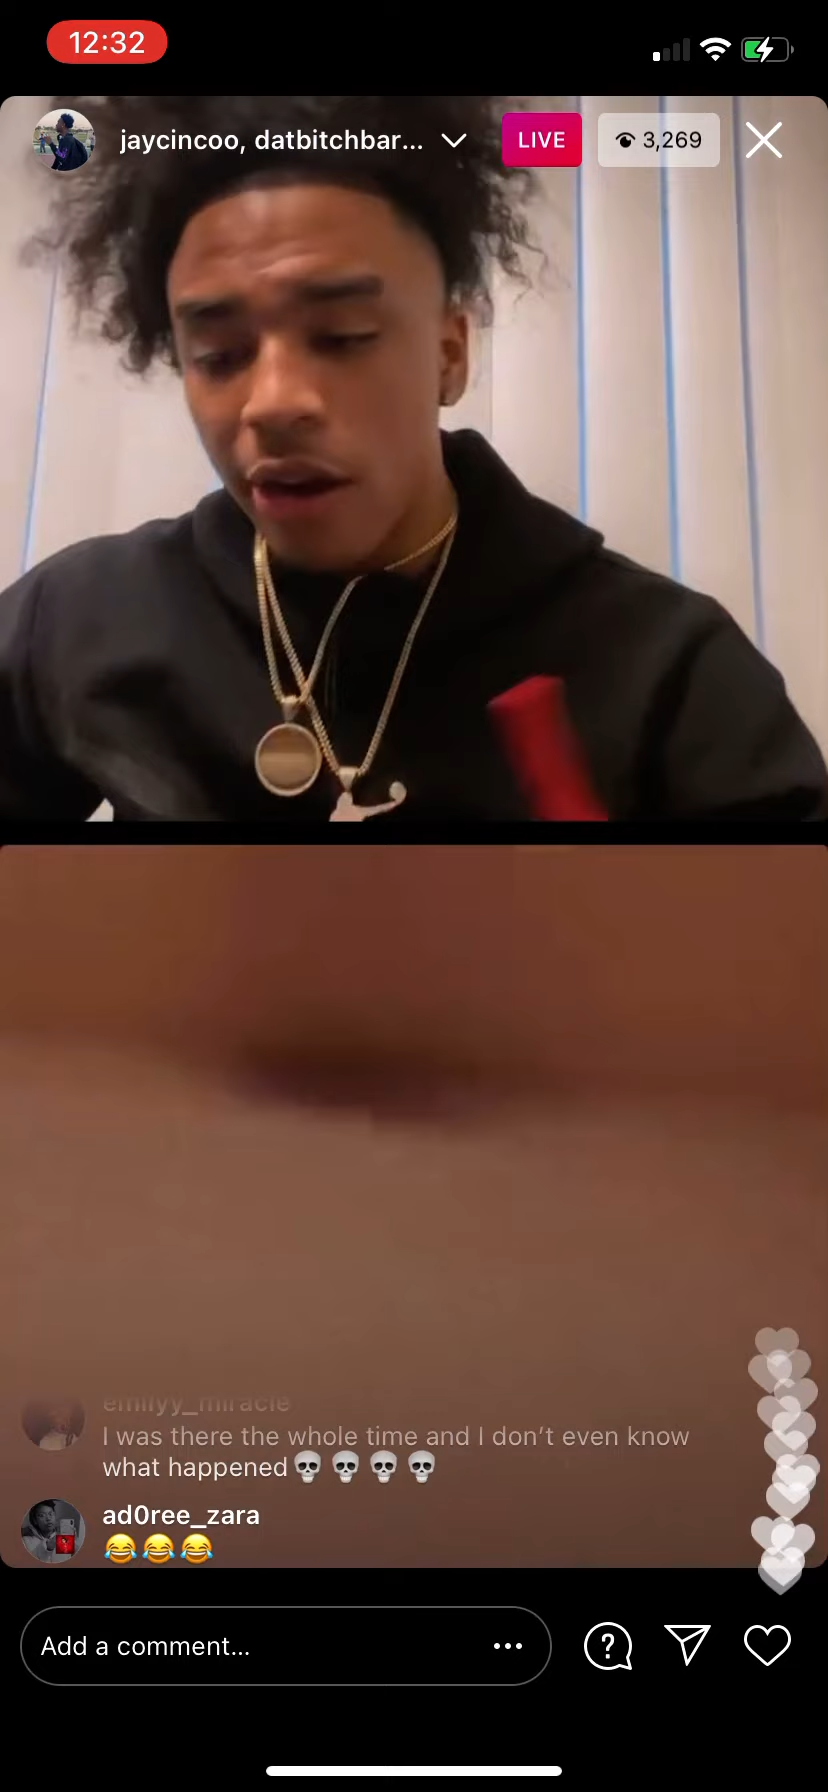 12:32
jaycincoo, datbitchbar...
LIVE
3,269
emilyy_miracle
I was there the whole time and I don't even know
what happened💀💀💀💀
ad0ree_zara
😂😂😂
Add a comment...